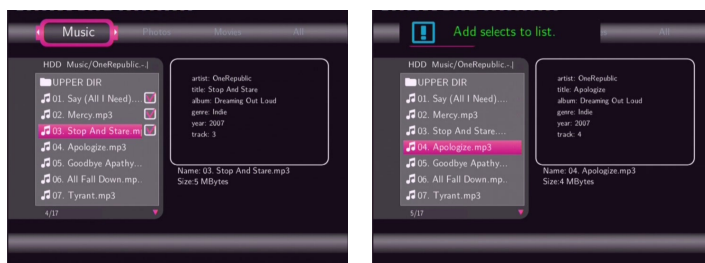 Music Photos Movies All
HDD Music/OneRepublic.-.|
UPPER DIR
01. Say (All I Need)....
02. Mercy.mp3
03. Stop And Stare.m
04. Apologize.mp3
05. Goodbye Apathy...
06. All Fall Down.mp..
07. Tyrant.mp3
4/17
artist: OneRepublic
title: Stop And Stare
album: Dreaming Out Loud
genre: Indie
year: 2007
track: 3
Name: 03. Stop And Stare.mp3
Size:5 MBytes
Add selects to list.
All
HDD Music/OneRepublic.-.|
UPPER DIR
01. Say (All I Need)....
02. Mercy.mp3
03. Stop And Stare....
04. Apologize.mp3
05. Goodbye Apathy...
06. All Fall Down.mp..
07. Tyrant.mp3
5/17
artist: OneRepublic
title: Apologize
album: Dreaming Out Loud
genre: Indie
year: 2007
track: 4
Name: 04. Apologize.mp3
Size:4 MBytes